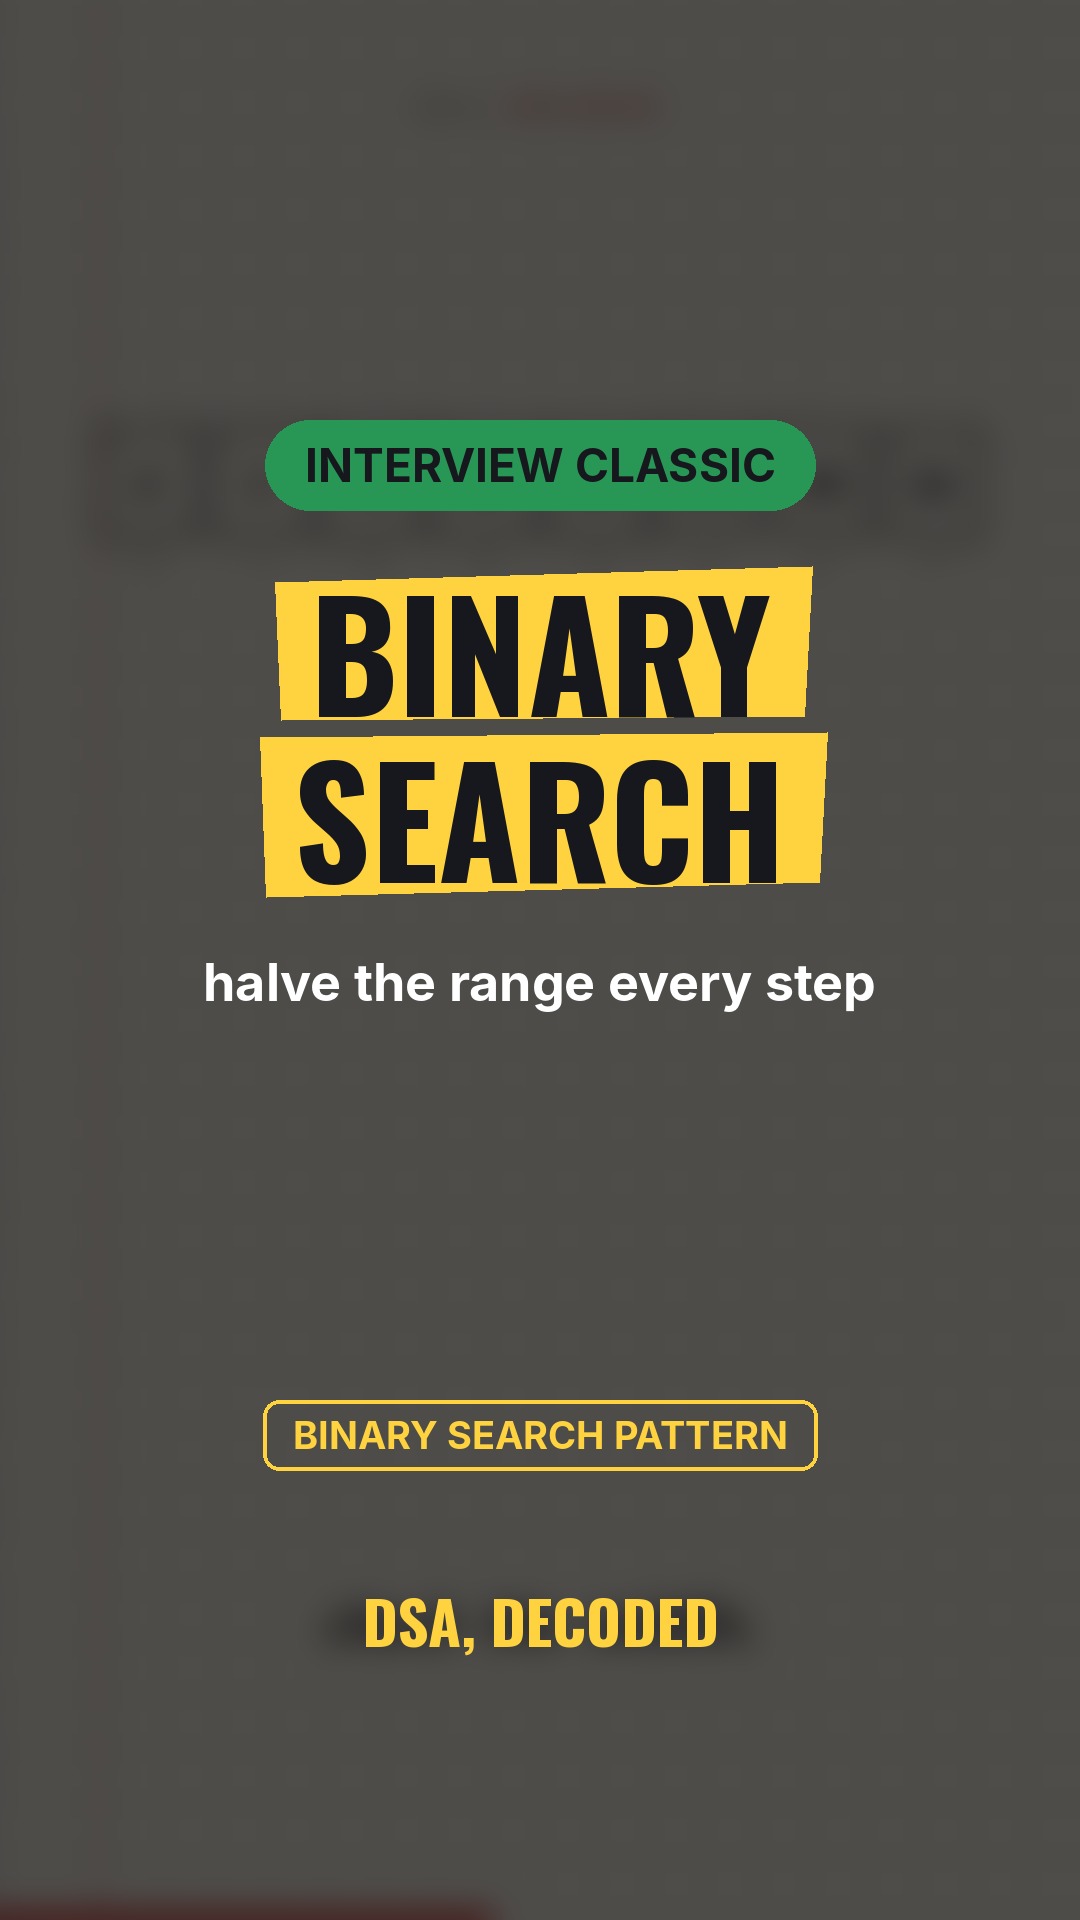 INTERVIEW CLASSIC
BINARY
SEARCH
halve the range every step
BINARY SEARCH PATTERN
DSA, DECODED